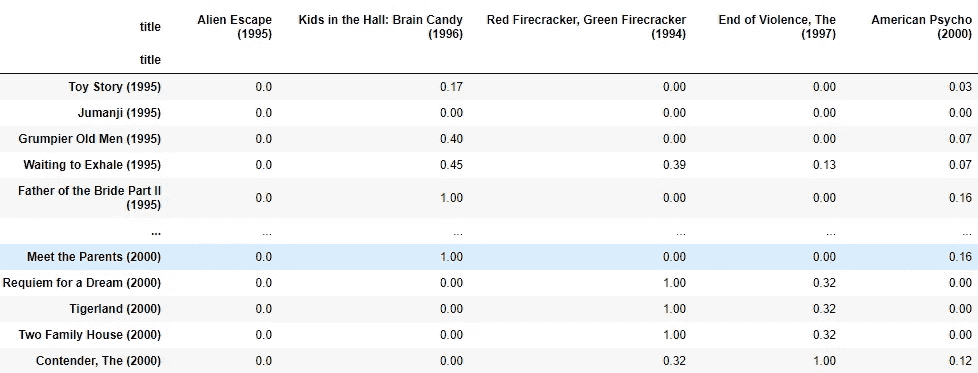 title Alien Escape Kids in the Hall: Brain Candy Red Firecracker, Green Firecracker End of Violence, The American Psycho
(1995) (1996) (1994) (1997) (2000)
title
Toy Story (1995) 0.0 0.17 0.00 0.00 0.03
Jumanji (1995) 0.0 0.00 0.00 0.00 0.00
Grumpier Old Men (1995) 0.0 0.40 0.00 0.00 0.07
Waiting to Exhale (1995) 0.0 0.45 0.39 0.13 0.07
Father of the Bride Part II
(1995) 0.0 1.00 0.00 0.00 0.16
... ... ... ... ... ...
Meet the Parents (2000) 0.0 1.00 0.00 0.00 0.16
Requiem for a Dream (2000) 0.0 0.00 1.00 0.32 0.00
Tigerland (2000) 0.0 0.00 1.00 0.32 0.00
Two Family House (2000) 0.0 0.00 1.00 0.32 0.00
Contender, The (2000) 0.0 0.00 0.32 1.00 0.12